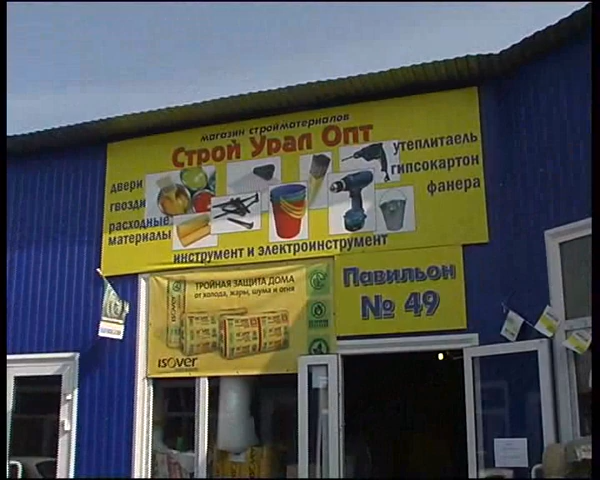 магазин стройматериалов
Строй Урал Опт
двери
гвозди
расходные
материалы
утеплитаель
гипсокартон
фанера
инструмент и электроинструмент
ТРОЙНАЯ ЗАЩИТА ДОМА
от холода, жары, шума и огня
isover
Павильон
№ 49